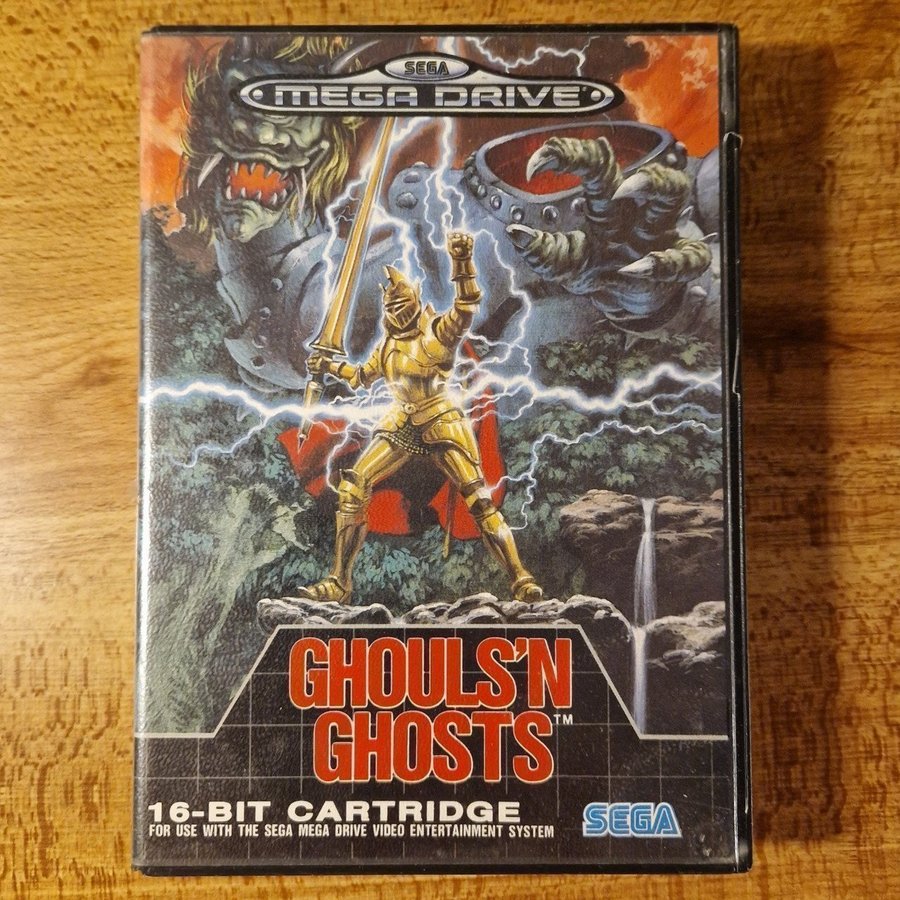 SEGA
MEGA DRIVE
GHOULS'N
GHOSTS™
16-BIT CARTRIDGE
FOR USE WITH THE SEGA MEGA DRIVE VIDEO ENTERTAINMENT SYSTEM
SEGA